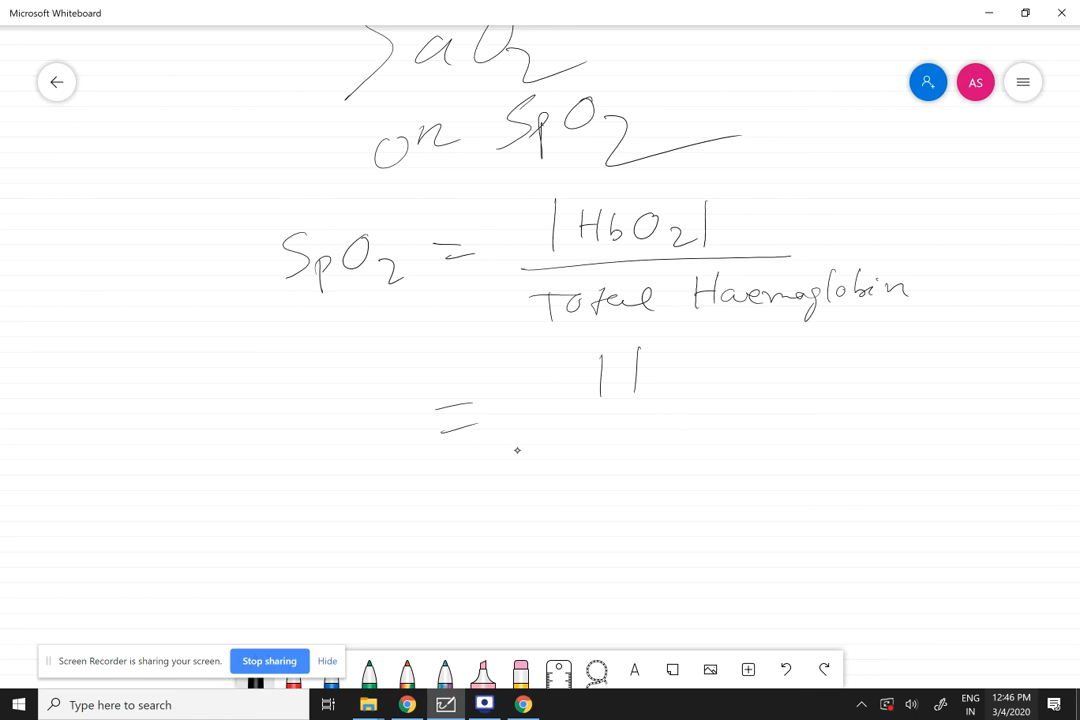 Microsoft Whiteboard
SaO2
AS
or SpO2
SpO2 = |HbO2|
Total Haemoglobin
= ||
Screen Recorder is sharing your screen.
Stop sharing
Hide
A
Type here to search
ENG
IN
12:46 PM
3/4/2020